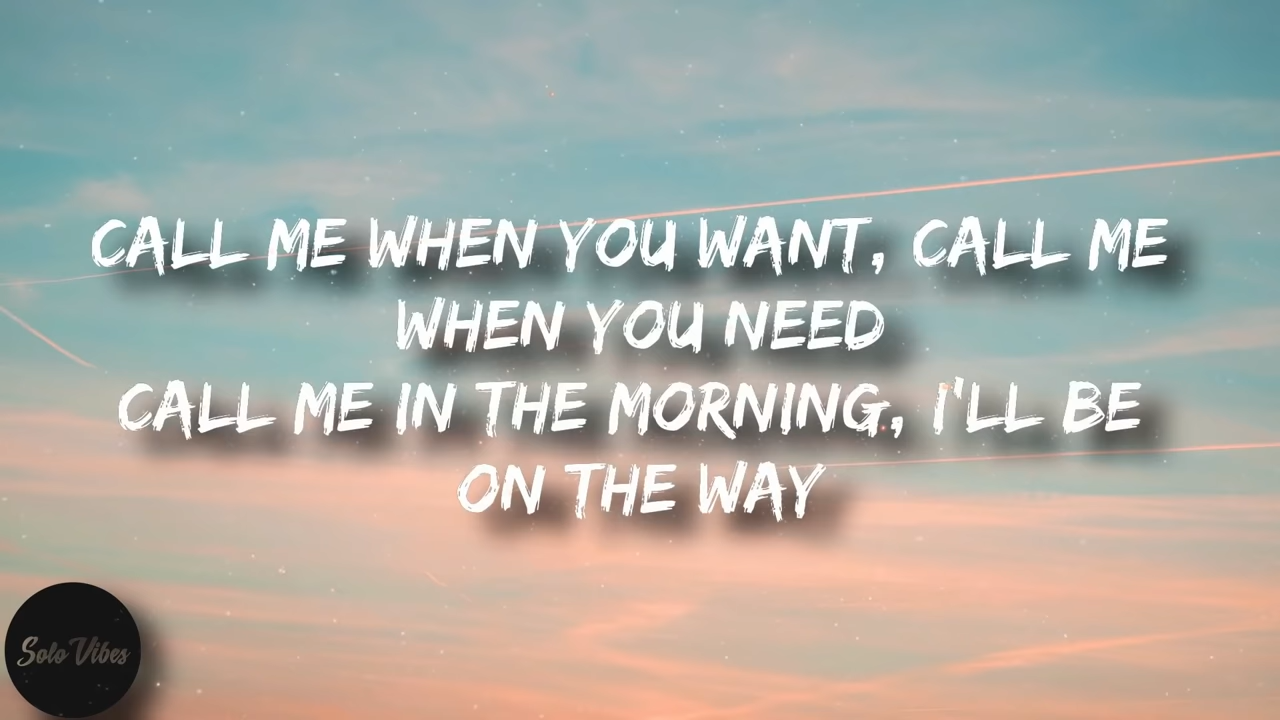 CALL ME WHEN YOU WANT, CALL ME
WHEN YOU NEED
CALL ME IN THE MORNING, I'LL BE
ON THE WAY
Solo Vibes